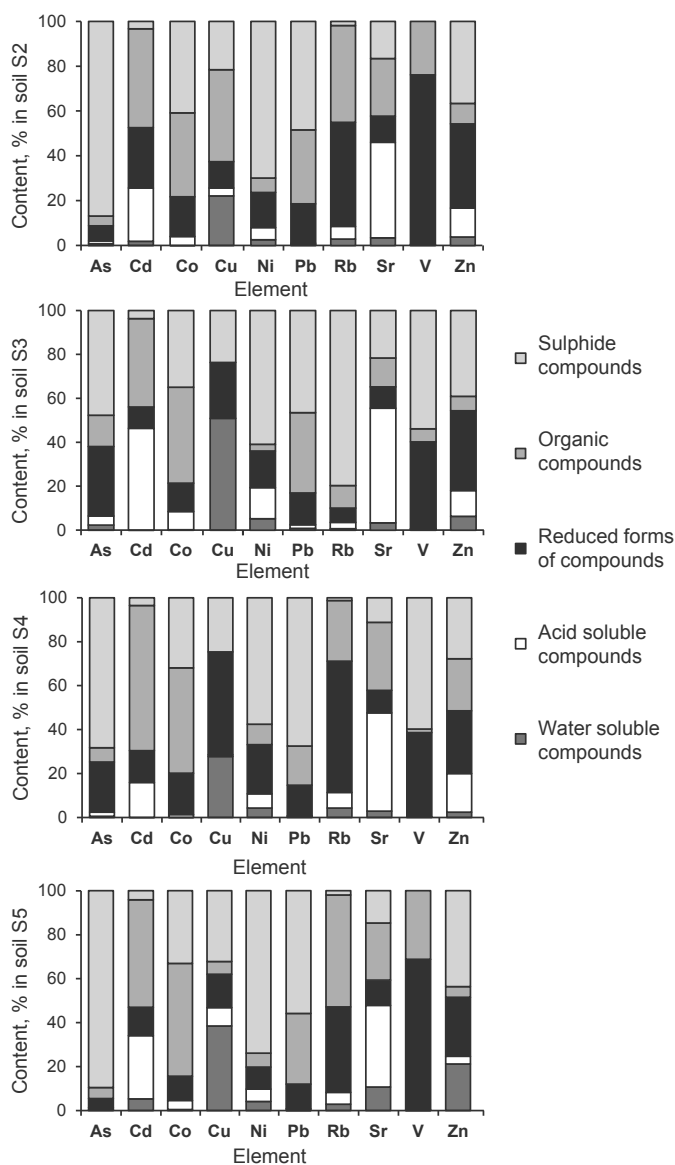 Content, % in soil S2
100
80
60
40
20
0
As Cd Co Cu Ni Pb Rb Sr V Zn
Element
Content, % in soil S3
100
80
60
40
20
0
As Cd Co Cu Ni Pb Rb Sr V Zn
Element
Content, % in soil S4
100
80
60
40
20
0
As Cd Co Cu Ni Pb Rb Sr V Zn
Element
Content, % in soil S5
100
80
60
40
20
0
As Cd Co Cu Ni Pb Rb Sr V Zn
Element
Sulphide
compounds
Organic
compounds
Reduced forms
of compounds
Acid soluble
compounds
Water soluble
compounds